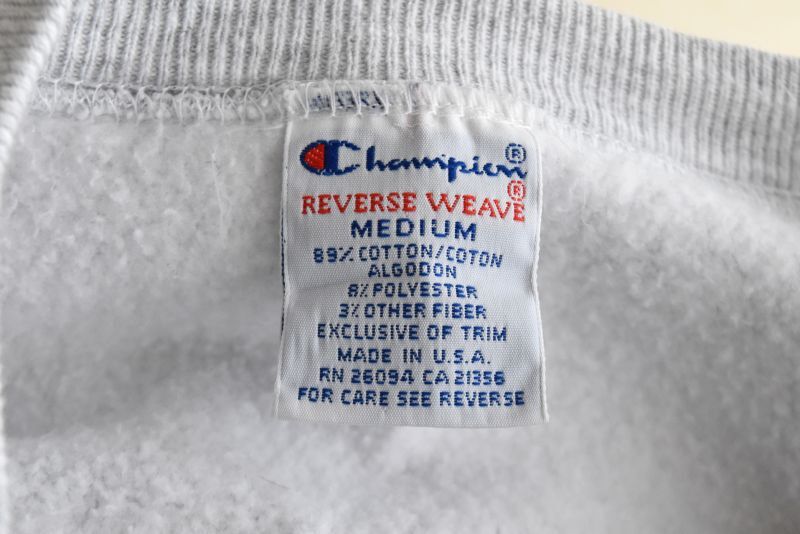 Champion®
REVERSE WEAVE®
MEDIUM
89% COTTON/COTON
ALGODON
8% POLYESTER
3% OTHER FIBER
EXCLUSIVE OF TRIM
MADE IN U.S.A.
RN 26094 CA 21356
FOR CARE SEE REVERSE